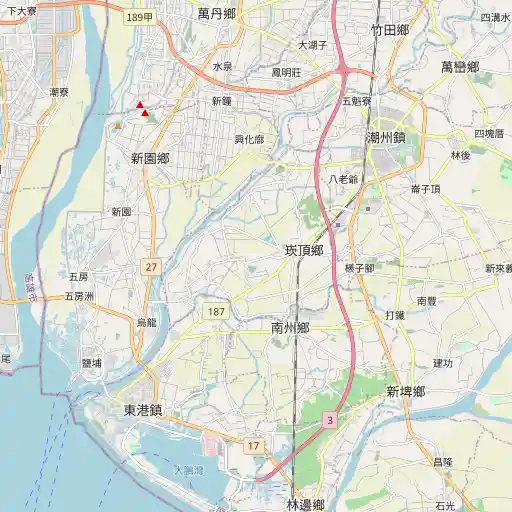 下大寮
189甲
萬丹鄉
竹田鄉
四溝水
大湖子
水泉
鳳明莊
萬巒鄉
潮寮
新鐘
五魁寮
興化廍
潮州鎮
四塊厝
新園鄉
林後
八老爺
崙子頂
新園
崁頂鄉
27
五房
檨子腳
新來義
五房洲
南豐
187
打鐵
烏龍
南州鄉
尾
鹽埔
建功
新埤鄉
東港鎮
3
17
昌隆
大鵬灣
林邊鄉
石光